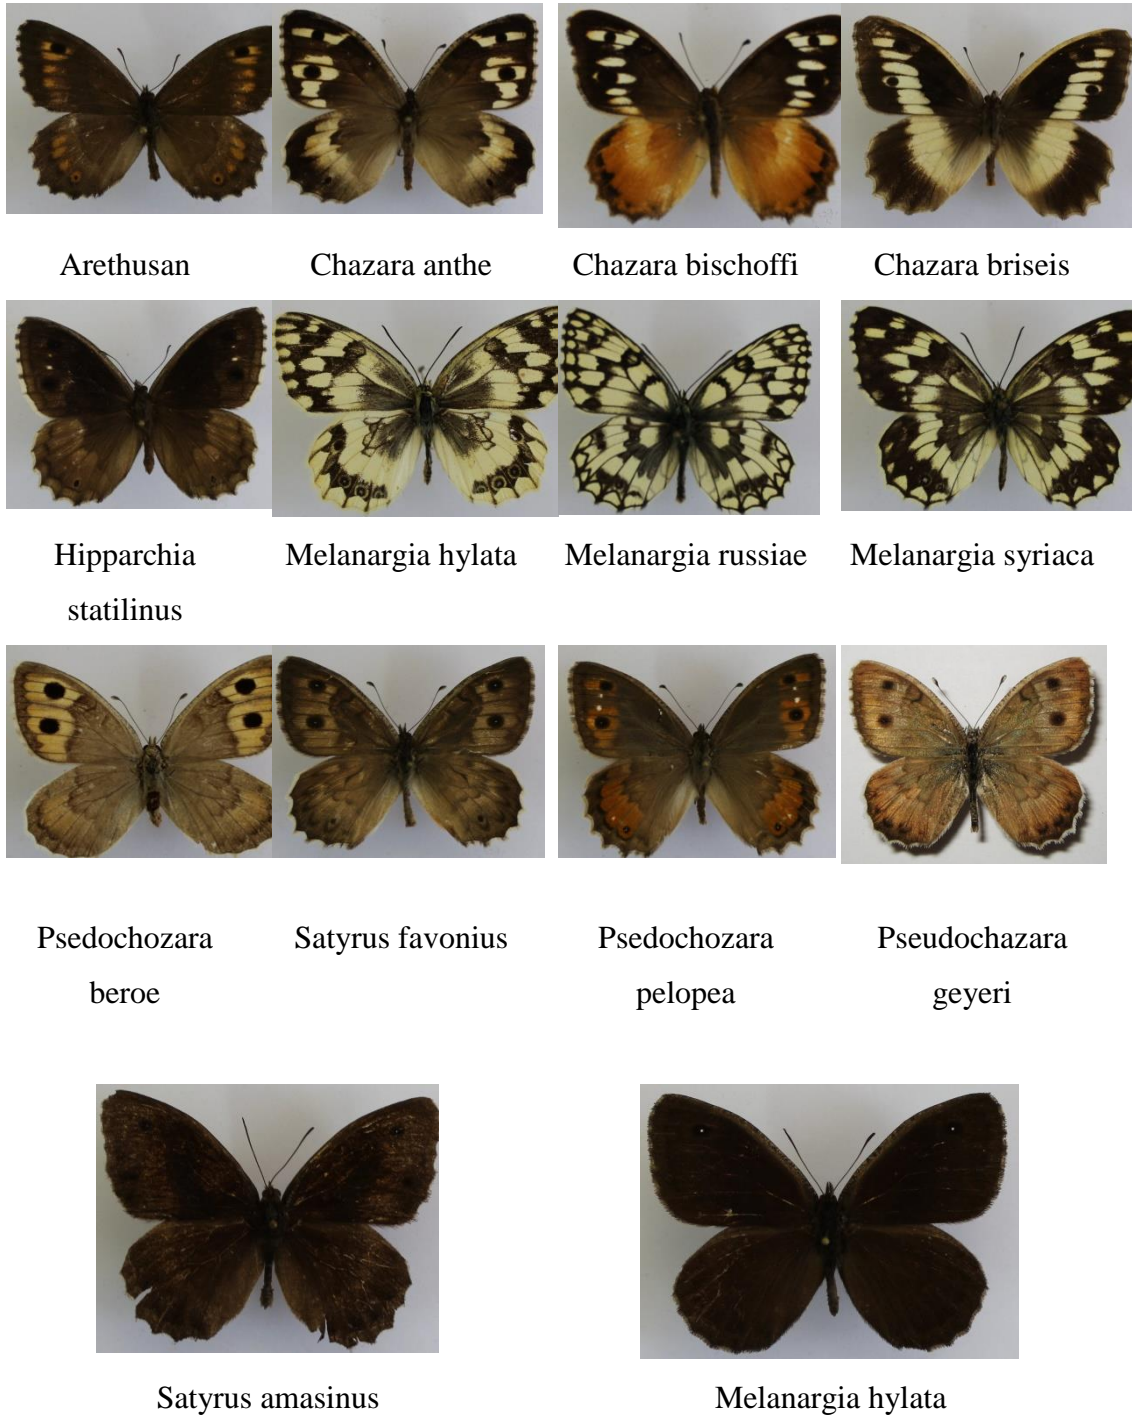 Arethusan
Chazara anthe
Chazara bischoffi
Chazara briseis
Hipparchia
statilinus
Melanargia hylata
Melanargia russiae
Melanargia syriaca
Psedochozara
beroe
Satyrus favonius
Psedochozara
pelopea
Pseudochazara
geyeri
Satyrus amasinus
Melanargia hylata